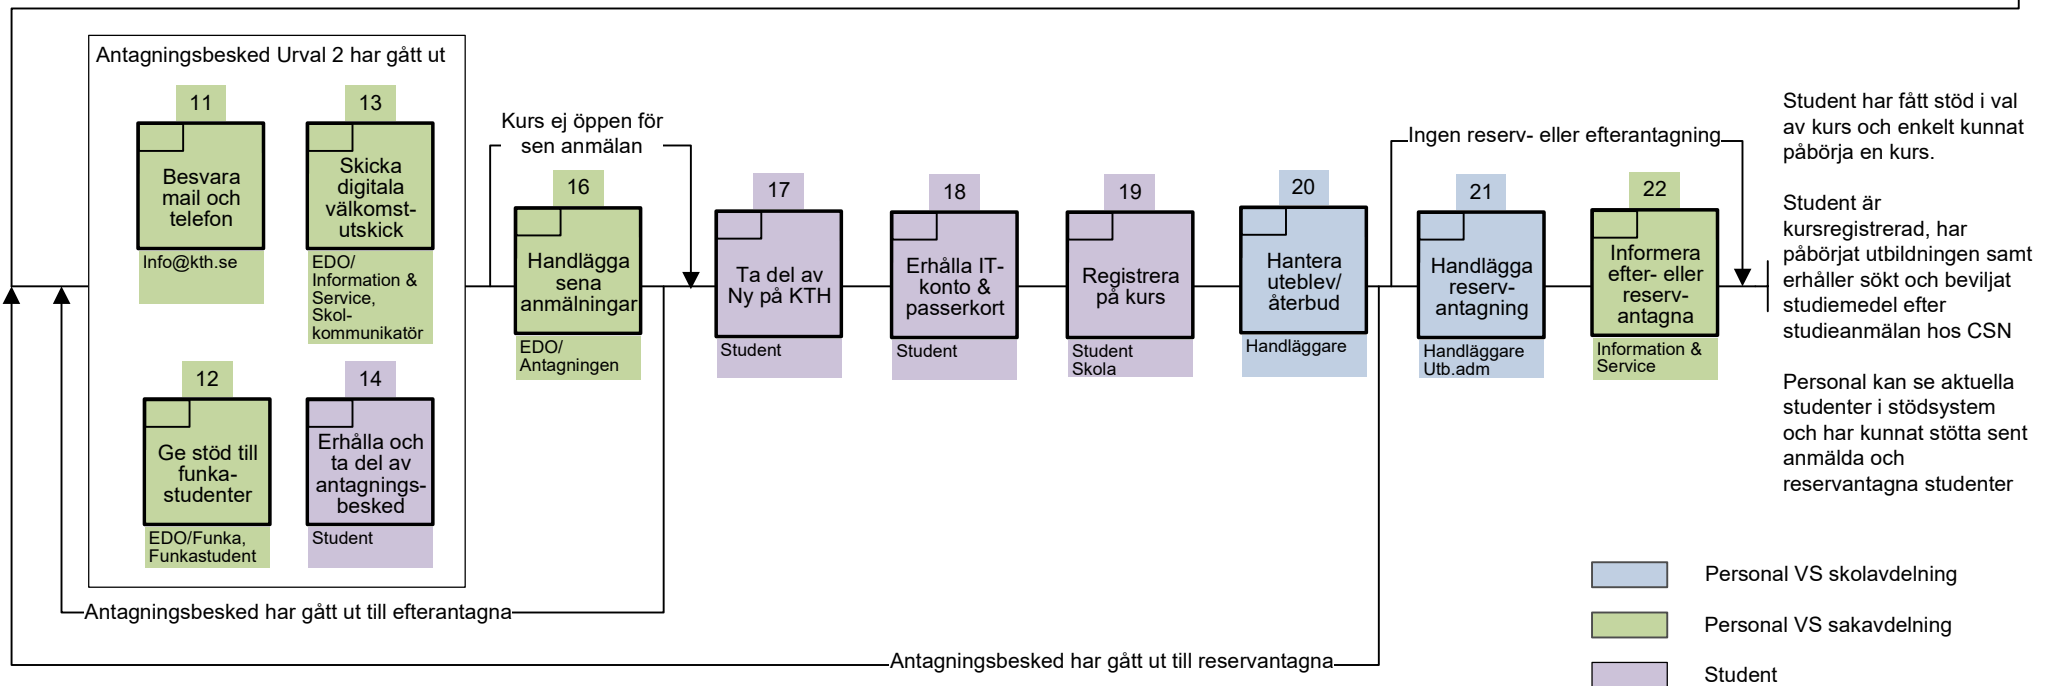 Antagningsbesked Urval 2 har gått ut
11
Besvara
mail och
telefon
Info@kth.se
13
Skicka
digitala
välkomst-
utskick
EDO/
Information &
Service,
Skol-
kommunikatör
12
Ge stöd till
funka-
studenter
EDO/Funka,
Funkastudent
14
Erhålla och
ta del av
antagnings-
besked
Student
Kurs ej öppen för
sen anmälan
16
Handlägga
sena
anmälningar
EDO/
Antagningen
17
Ta del av
Ny på KTH
Student
18
Erhålla IT-
konto &
passerkort
Student
19
Registrera
på kurs
Student
Skola
20
Hantera
uteblev/
återbud
Handläggare
Ingen reserv- eller efterantagning
21
Handlägga
reserv-
antagning
Handläggare
Utb.adm
22
Informera
efter- eller
reserv-
antagna
Information &
Service
Student har fått stöd i val
av kurs och enkelt kunnat
påbörja en kurs.
Student är
kursregistrerad, har
påbörjat utbildningen samt
erhåller sökt och beviljat
studiemedel efter
studieanmälan hos CSN
Personal kan se aktuella
studenter i stödsystem
och har kunnat stötta sent
anmälda och
reservantagna studenter
Antagningsbesked har gått ut till efterantagna
Antagningsbesked har gått ut till reservantagna
Personal VS skolavdelning
Personal VS sakavdelning
Student